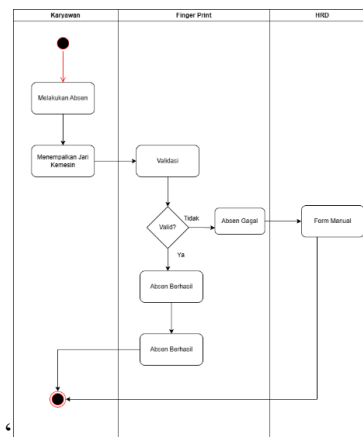 Karyawan
Finger Print
HRD
Melakukan Absen
Menempalkan Jari
Kemesin
Validasi
Valid?
Tidak
Absen Gagal
Form Manual
Ya
Absen Berhasil
Absen Berhasil